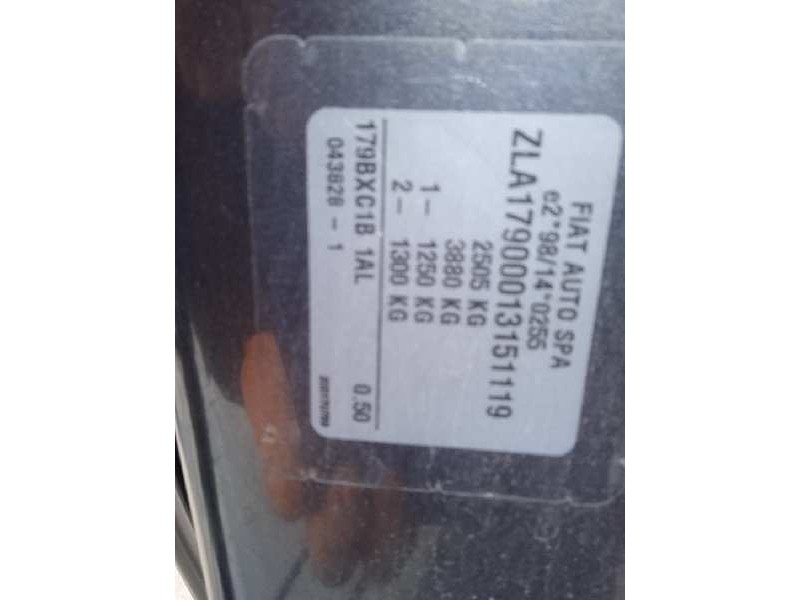 FIAT AUTO SPA
e2*98/14*0255
ZLA17900013151119
2505 KG
3880 KG
1- 1250 KG
2- 1300 KG
179BXC1B 1AL 0.50
043828 - 1